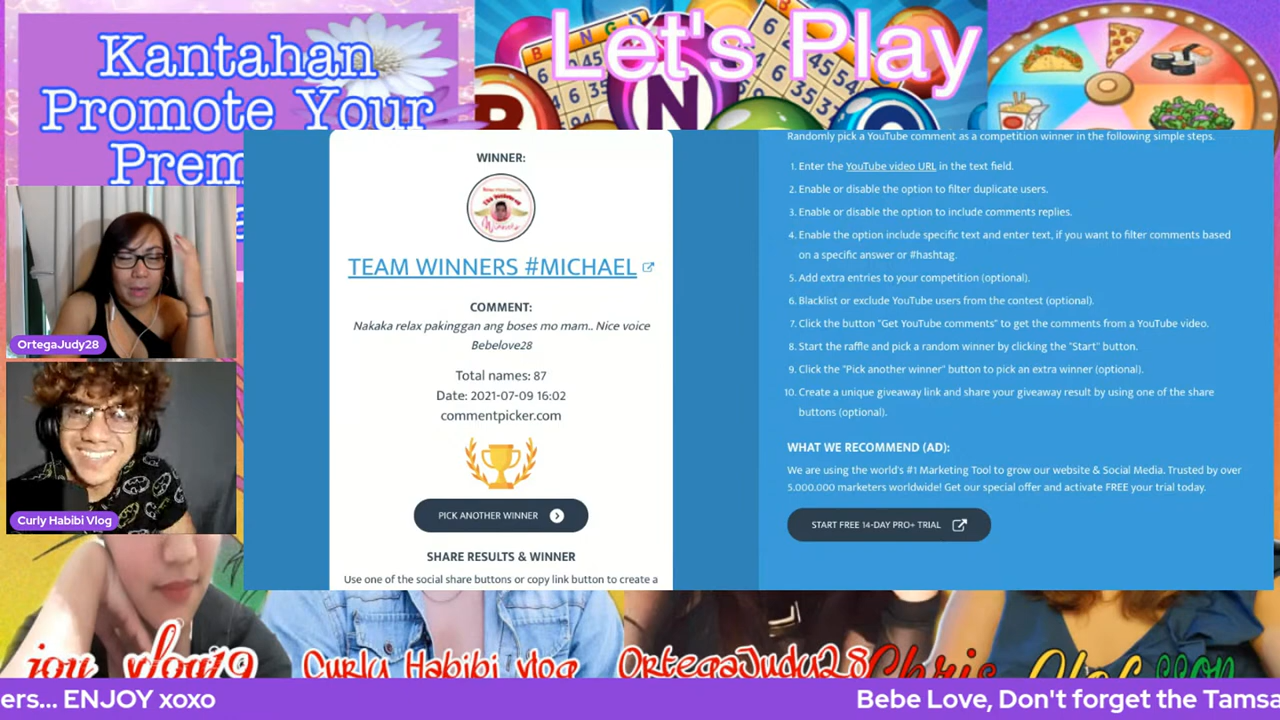 Kantahan
Promote Your
Prem
Let's Play
B I N G O
N
WINNER:
TEAM WINNERS #MICHAEL
COMMENT:
Nakaka relax pakinggan ang boses mo mam.. Nice voice
Bebelove28
Total names: 87
Date: 2021-07-09 16:02
commentpicker.com
PICK ANOTHER WINNER
SHARE RESULTS & WINNER
Use one of the social share buttons or copy link button to create a
Randomly pick a YouTube comment as a competition winner in the following simple steps.
1. Enter the YouTube video URL in the text field.
2. Enable or disable the option to filter duplicate users.
3. Enable or disable the option to include comments replies.
4. Enable the option include specific text and enter text, if you want to filter comments based
on a specific answer or #hashtag.
5. Add extra entries to your competition (optional).
6. Blacklist or exclude YouTube users from the contest (optional).
7. Click the button "Get YouTube comments" to get the comments from a YouTube video.
8. Start the raffle and pick a random winner by clicking the "Start" button.
9. Click the "Pick another winner" button to pick an extra winner (optional).
10. Create a unique giveaway link and share your giveaway result by using one of the share
buttons (optional).
WHAT WE RECOMMEND (AD):
We are using the world's #1 Marketing Tool to grow our website & Social Media. Trusted by over
5.000.000 marketers worldwide! Get our special offer and activate FREE your trial today.
START FREE 14-DAY PRO+ TRIAL
OrtegaJudy28
Curly Habibi Vlog
joy vlog19
Curly Habibi vlog
OrtegaJudy28
Chris
ers... ENJOY xoxo
Bebe Love, Don't forget the Tamsa